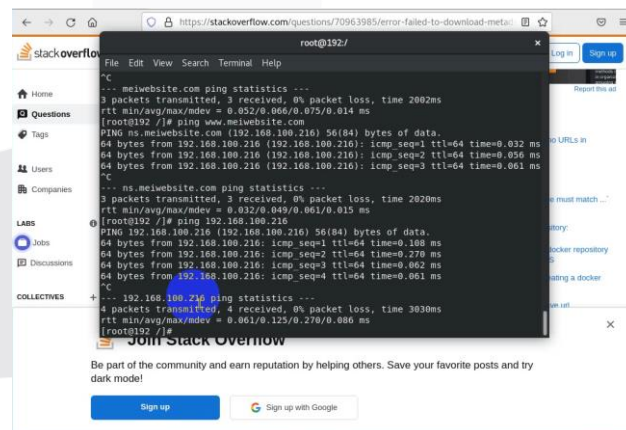 https://stackoverflow.com/questions/70963985/error-failed-to-download-metad
stack overflow
Log in
Sign up
root@192:/
File Edit View Search Terminal Help
^C
--- meiwebsite.com ping statistics ---
3 packets transmitted, 3 received, 0% packet loss, time 2002ms
rtt min/avg/max/mdev = 0.052/0.066/0.075/0.014 ms
[root@192 /]# ping www.meiwebsite.com
PING ns.meiwebsite.com (192.168.100.216) 56(84) bytes of data.
64 bytes from 192.168.100.216 (192.168.100.216): icmp_seq=1 ttl=64 time=0.032 ms
64 bytes from 192.168.100.216 (192.168.100.216): icmp_seq=2 ttl=64 time=0.056 ms
64 bytes from 192.168.100.216 (192.168.100.216): icmp_seq=3 ttl=64 time=0.061 ms
^C
--- ns.meiwebsite.com ping statistics ---
3 packets transmitted, 3 received, 0% packet loss, time 2020ms
rtt min/avg/max/mdev = 0.032/0.049/0.061/0.015 ms
[root@192 /]# ping 192.168.100.216
PING 192.168.100.216 (192.168.100.216) 56(84) bytes of data.
64 bytes from 192.168.100.216: icmp_seq=1 ttl=64 time=0.108 ms
64 bytes from 192.168.100.216: icmp_seq=2 ttl=64 time=0.270 ms
64 bytes from 192.168.100.216: icmp_seq=3 ttl=64 time=0.062 ms
64 bytes from 192.168.100.216: icmp_seq=4 ttl=64 time=0.061 ms
^C
--- 192.168.100.216 ping statistics ---
4 packets transmitted, 4 received, 0% packet loss, time 3030ms
rtt min/avg/max/mdev = 0.061/0.125/0.270/0.086 ms
[root@192 /]#
Home
Questions
Tags
Users
Companies
LABS
Jobs
Discussions
COLLECTIVES +
Report this ad
no URLs in
e must match ..."
story:
docker repository
S
eating a docker
ve url
Join Stack Overflow
Be part of the community and earn reputation by helping others. Save your favorite posts and try
dark mode!
Sign up
Sign up with Google